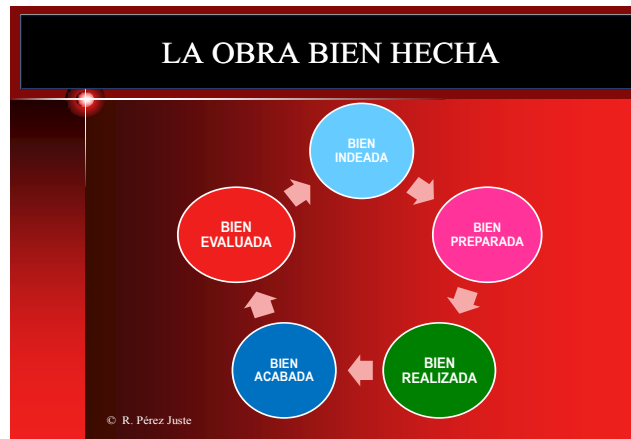 LA OBRA BIEN HECHA
BIEN
INDEADA
BIEN
PREPARADA
BIEN
REALIZADA
BIEN
ACABADA
BIEN
EVALUADA
© R. Pérez Juste